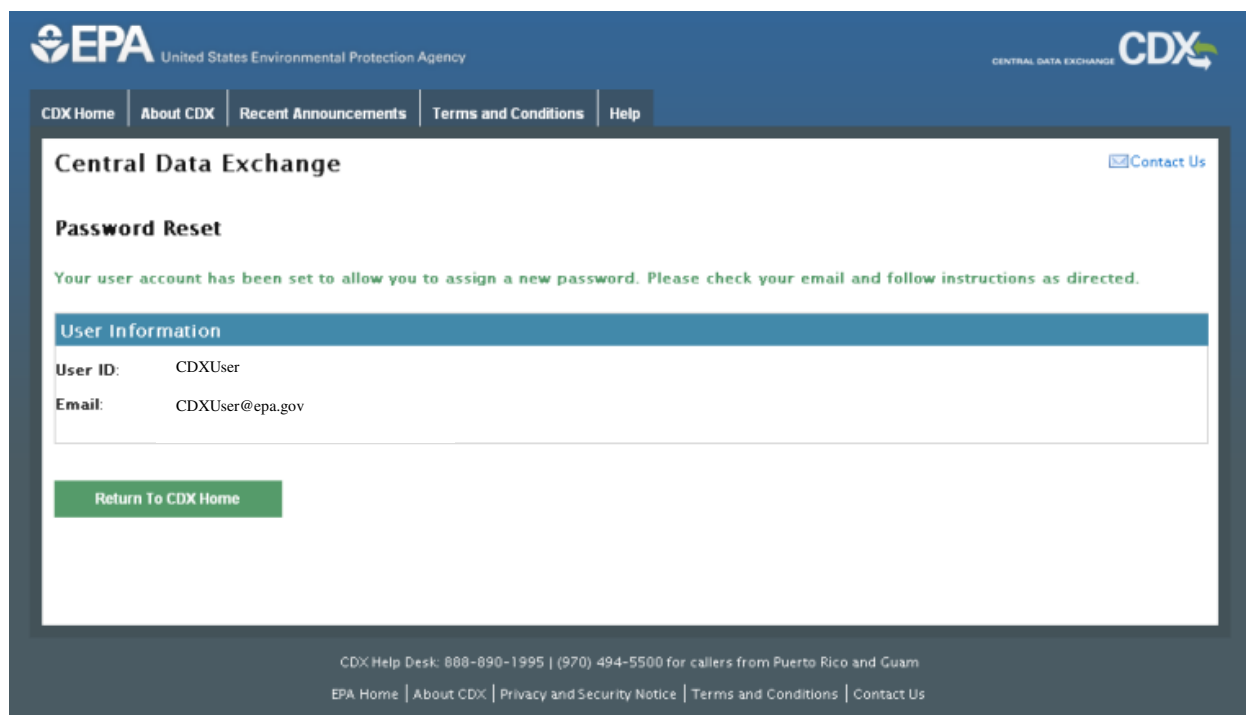 EPA United States Environmental Protection Agency
CENTRAL DATA EXCHANGE CDX
CDX Home | About CDX | Recent Announcements | Terms and Conditions | Help
Central Data Exchange
Contact Us
Password Reset
Your user account has been set to allow you to assign a new password. Please check your email and follow instructions as directed.
User Information
User ID: CDXUser
Email: CDXUser@epa.gov
Return To CDX Home
CDX Help Desk: 888-890-1995 | (970) 494-5500 for callers from Puerto Rico and Guam
EPA Home | About CDX | Privacy and Security Notice | Terms and Conditions | Contact Us